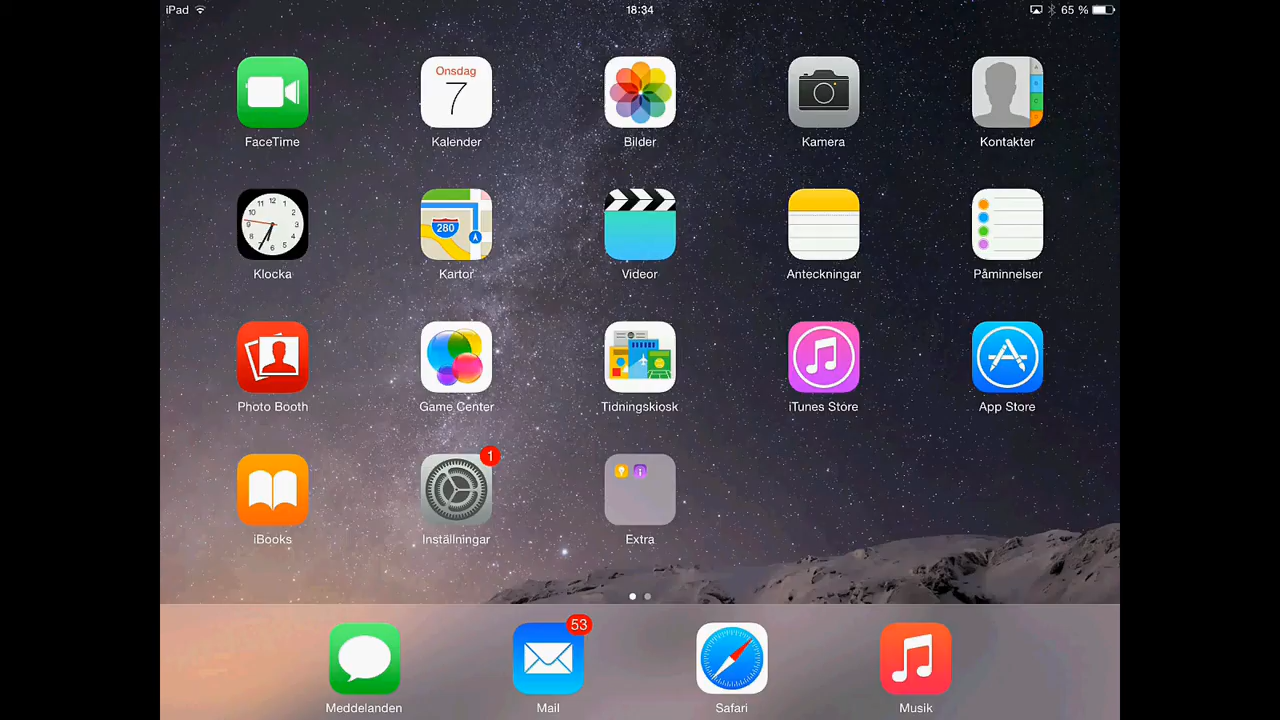 iPad
18:34
65 %
Onsdag
7
FaceTime
Kalender
Bilder
Kamera
Kontakter
280
Klocka
Kartor
Videor
Anteckningar
Påminnelser
Photo Booth
Game Center
Tidningskiosk
iTunes Store
App Store
1
iBooks
Inställningar
Extra
53
Meddelanden
Mail
Safari
Musik